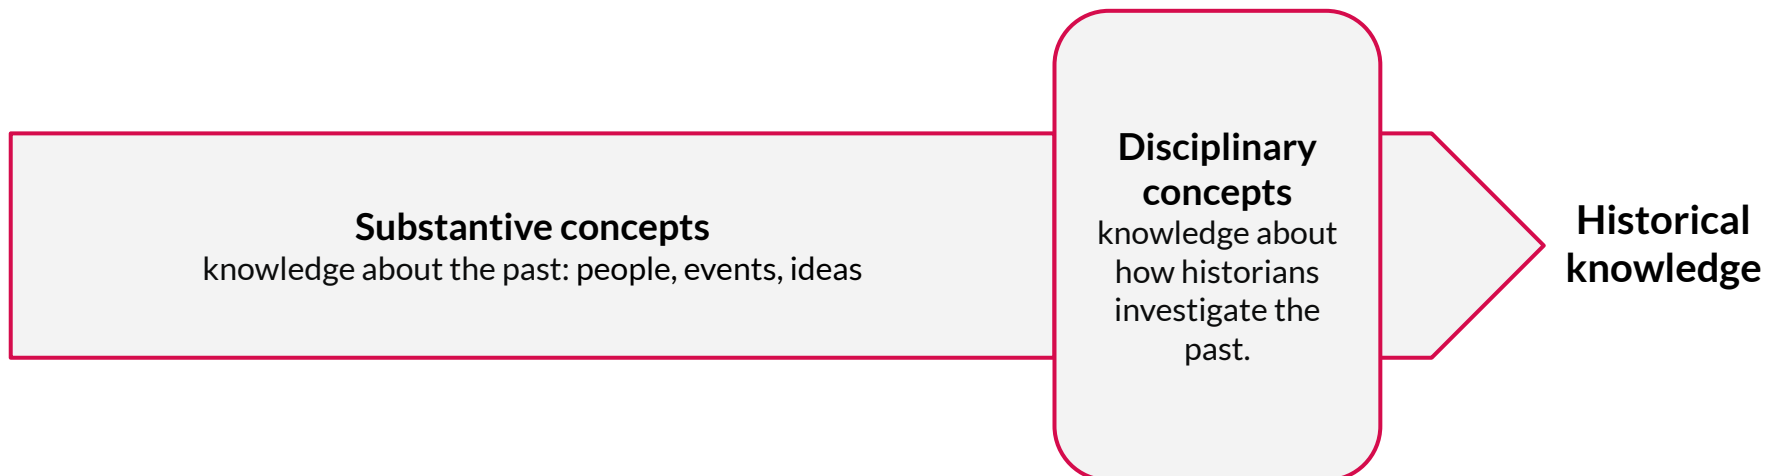 Substantive concepts
knowledge about the past: people, events, ideas
Disciplinary
concepts
knowledge about
how historians
investigate the
past.
Historical
knowledge